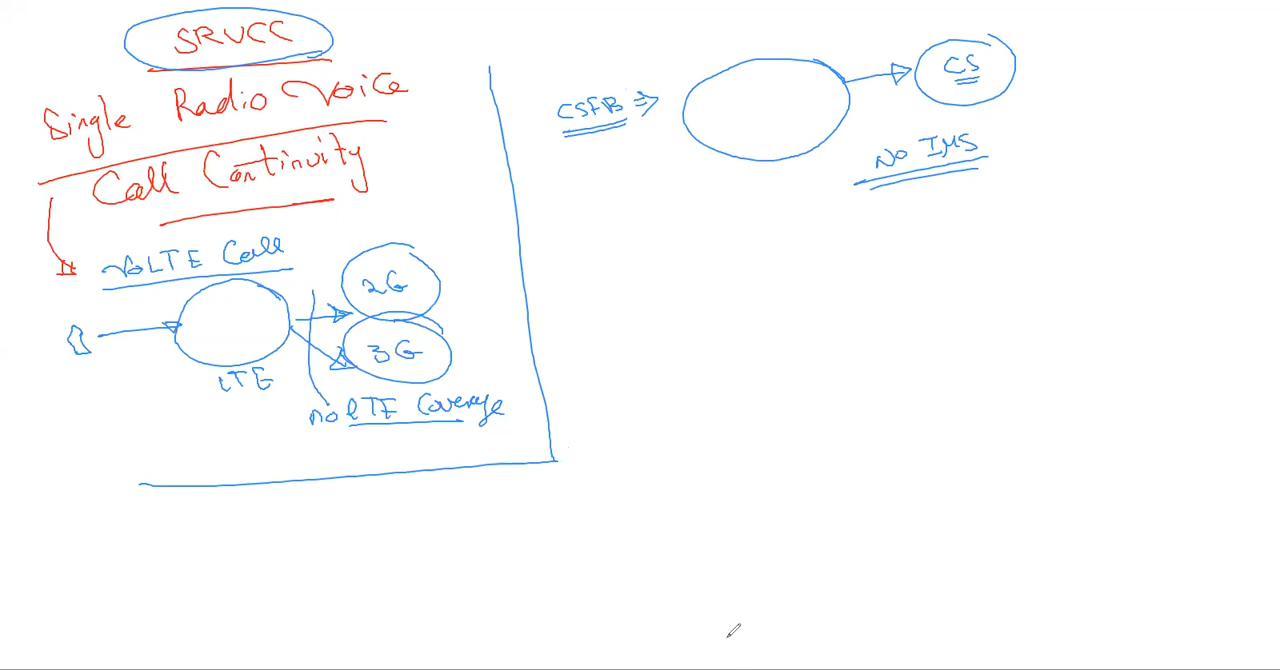 SRVCC
Single Radio Voice
Call Continuity
VoLTE Call
2G
3G
LTE
no LTE Coverage
CSFB ⇒
CS
No IMS